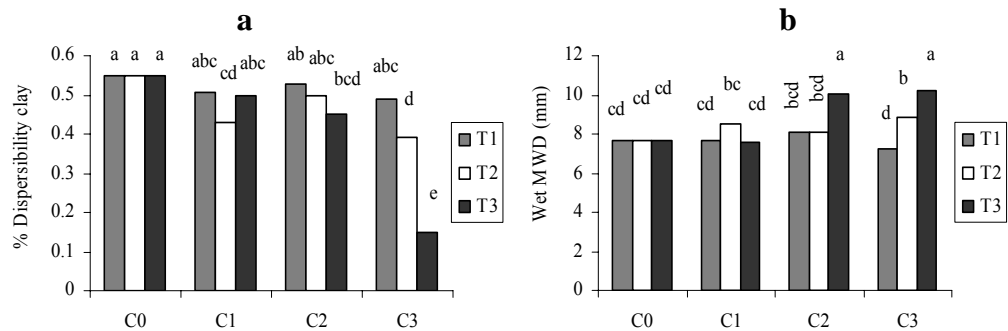 a
% Dispersibility clay
0.6
0.5
0.4
0.3
0.2
0.1
0
a a a
abc cd abc
ab abc bcd
abc d e
C0 C1 C2 C3
T1
T2
T3
b
Wet MWD (mm)
12
10
8
6
4
2
0
cd cd cd
cd bc cd
bcd bcd a
d b a
C0 C1 C2 C3
T1
T2
T3